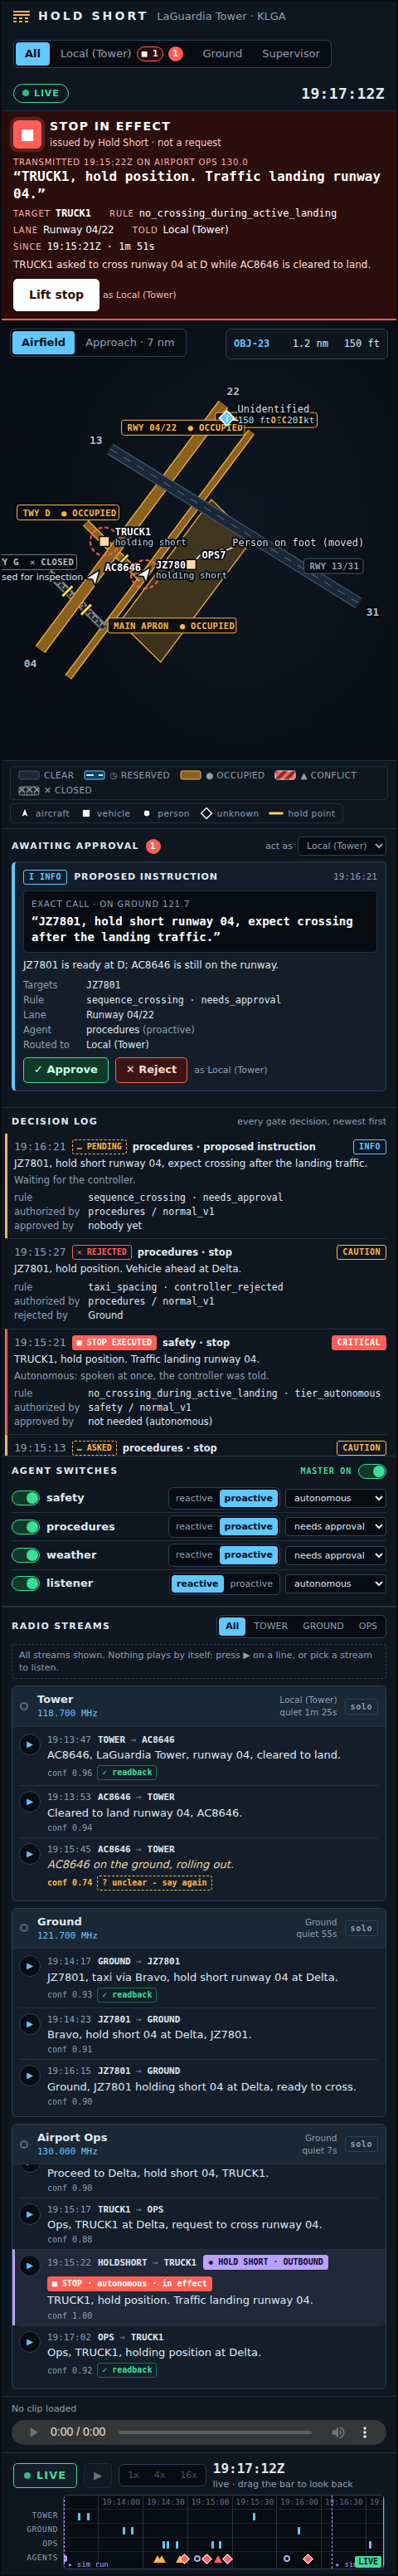 HOLD SHORT LaGuardia Tower · KLGA
All Local (Tower) ■ 1 1 Ground Supervisor
LIVE 19:17:12Z
STOP IN EFFECT
issued by Hold Short · not a request
TRANSMITTED 19:15:22Z ON AIRPORT OPS 130.0
“TRUCK1, hold position. Traffic landing runway
04.”
TARGET TRUCK1 RULE no_crossing_during_active_landing
LANE Runway 04/22 TOLD Local (Tower)
SINCE 19:15:21Z · 1m 51s
TRUCK1 asked to cross runway 04 at D while AC8646 is cleared to land.
Lift stop as Local (Tower)
Airfield Approach · 7 nm
OBJ-23 1.2 nm 150 ft
22
Unidentified
150 ft
20 kt
RWY 04/22 ● OCCUPIED
13
TWY D ● OCCUPIED
TRUCK1
holding short
OPS7
Person on foot (moved)
Y G ✕ CLOSED
AC8646
JZ780
RWY 13/31
sed for inspection
holding short
31
MAIN APRON ● OCCUPIED
04
CLEAR RESERVED ● OCCUPIED ▲ CONFLICT
✕ CLOSED
aircraft vehicle person unknown hold point
AWAITING APPROVAL 1 act as Local (Tower)
I INFO PROPOSED INSTRUCTION 19:16:21
EXACT CALL · ON GROUND 121.7
“JZ7801, hold short runway 04, expect crossing
after the landing traffic.”
JZ7801 is ready at D; AC8646 is still on the runway.
Targets JZ7801
Rule sequence_crossing · needs_approval
Lane Runway 04/22
Agent procedures (proactive)
Routed to Local (Tower)
✓ Approve ✕ Reject as Local (Tower)
DECISION LOG every gate decision, newest first
19:16:21 … PENDING procedures · proposed instruction INFO
JZ7801, hold short runway 04, expect crossing after the landing traffic.
Waiting for the controller.
rule sequence_crossing · needs_approval
authorized by procedures / normal_v1
approved by nobody yet
19:15:27 ✕ REJECTED procedures · stop CAUTION
JZ7801, hold position. Vehicle ahead at Delta.
rule taxi_spacing · controller_rejected
authorized by procedures / normal_v1
rejected by Ground
19:15:21 ■ STOP EXECUTED safety · stop CRITICAL
TRUCK1, hold position. Traffic landing runway 04.
Autonomous: spoken at once, the controller was told.
rule no_crossing_during_active_landing · tier_autonomous
authorized by safety / normal_v1
approved by not needed (autonomous)
19:15:13 … ASKED procedures · stop CAUTION
AGENT SWITCHES MASTER ON
safety reactive proactive autonomous
procedures reactive proactive needs approval
weather reactive proactive needs approval
listener reactive proactive autonomous
RADIO STREAMS All TOWER GROUND OPS
All streams shown. Nothing plays by itself: press ▶ on a line, or pick a stream
to listen.
Tower Local (Tower) solo
118.700 MHz quiet 1m 25s
19:13:47 TOWER → AC8646
AC8646, LaGuardia Tower, runway 04, cleared to land.
conf 0.96 ✓ readback
19:13:53 AC8646 → TOWER
Cleared to land runway 04, AC8646.
conf 0.94
19:15:45 AC8646 → TOWER
AC8646 on the ground, rolling out.
conf 0.74 ? unclear - say again
Ground Ground solo
121.700 MHz quiet 55s
19:14:17 GROUND → JZ7801
JZ7801, taxi via Bravo, hold short runway 04 at Delta.
conf 0.93 ✓ readback
19:14:23 JZ7801 → GROUND
Bravo, hold short 04 at Delta, JZ7801.
conf 0.91
19:16:15 JZ7801 → GROUND
Ground, JZ7801 holding short 04 at Delta, ready to cross.
conf 0.90
Airport Ops Ground solo
130.000 MHz quiet 7s
Proceed to Delta, hold short 04, TRUCK1.
conf 0.90
19:15:17 TRUCK1 → OPS
Ops, TRUCK1 at Delta, request to cross runway 04.
conf 0.88
19:15:22 HOLDSHORT → TRUCK1 ◆ HOLD SHORT · OUTBOUND
■ STOP · autonomous · in effect
TRUCK1, hold position. Traffic landing runway 04.
conf 1.00
19:17:02 OPS → TRUCK1
Ops, TRUCK1, holding position at Delta.
conf 0.92 ✓ readback
No clip loaded
0:00 / 0:00
LIVE 1x 4x 16x 19:17:12Z
live · drag the bar to look back
19:14:00 19:14:30 19:15:00 19:15:30 19:16:00 19:16:30
TOWER
GROUND
OPS
AGENTS
▸ sim run LIVE